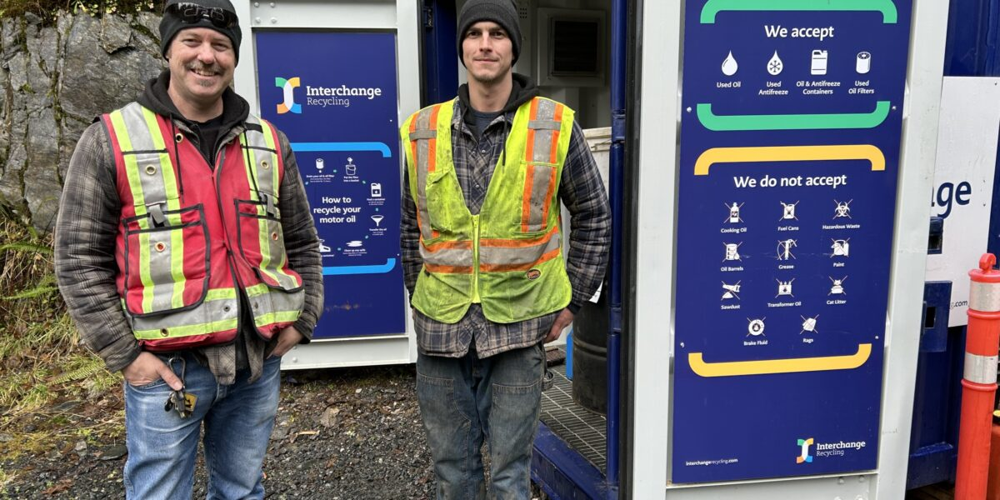 Interchange
Recycling
How to
recycle your
motor oil
We accept
Used Oil
Used
Antifreeze
Oil & Antifreeze
Containers
Used
Oil Filters
We do not accept
Cooking Oil
Fuel Cans
Hazardous Waste
Oil Barrels
Grease
Paint
Sawdust
Transformer Oil
Cat Litter
Brake Fluid
Rags
interchangerecycling.com
Interchange
Recycling
ge
.com